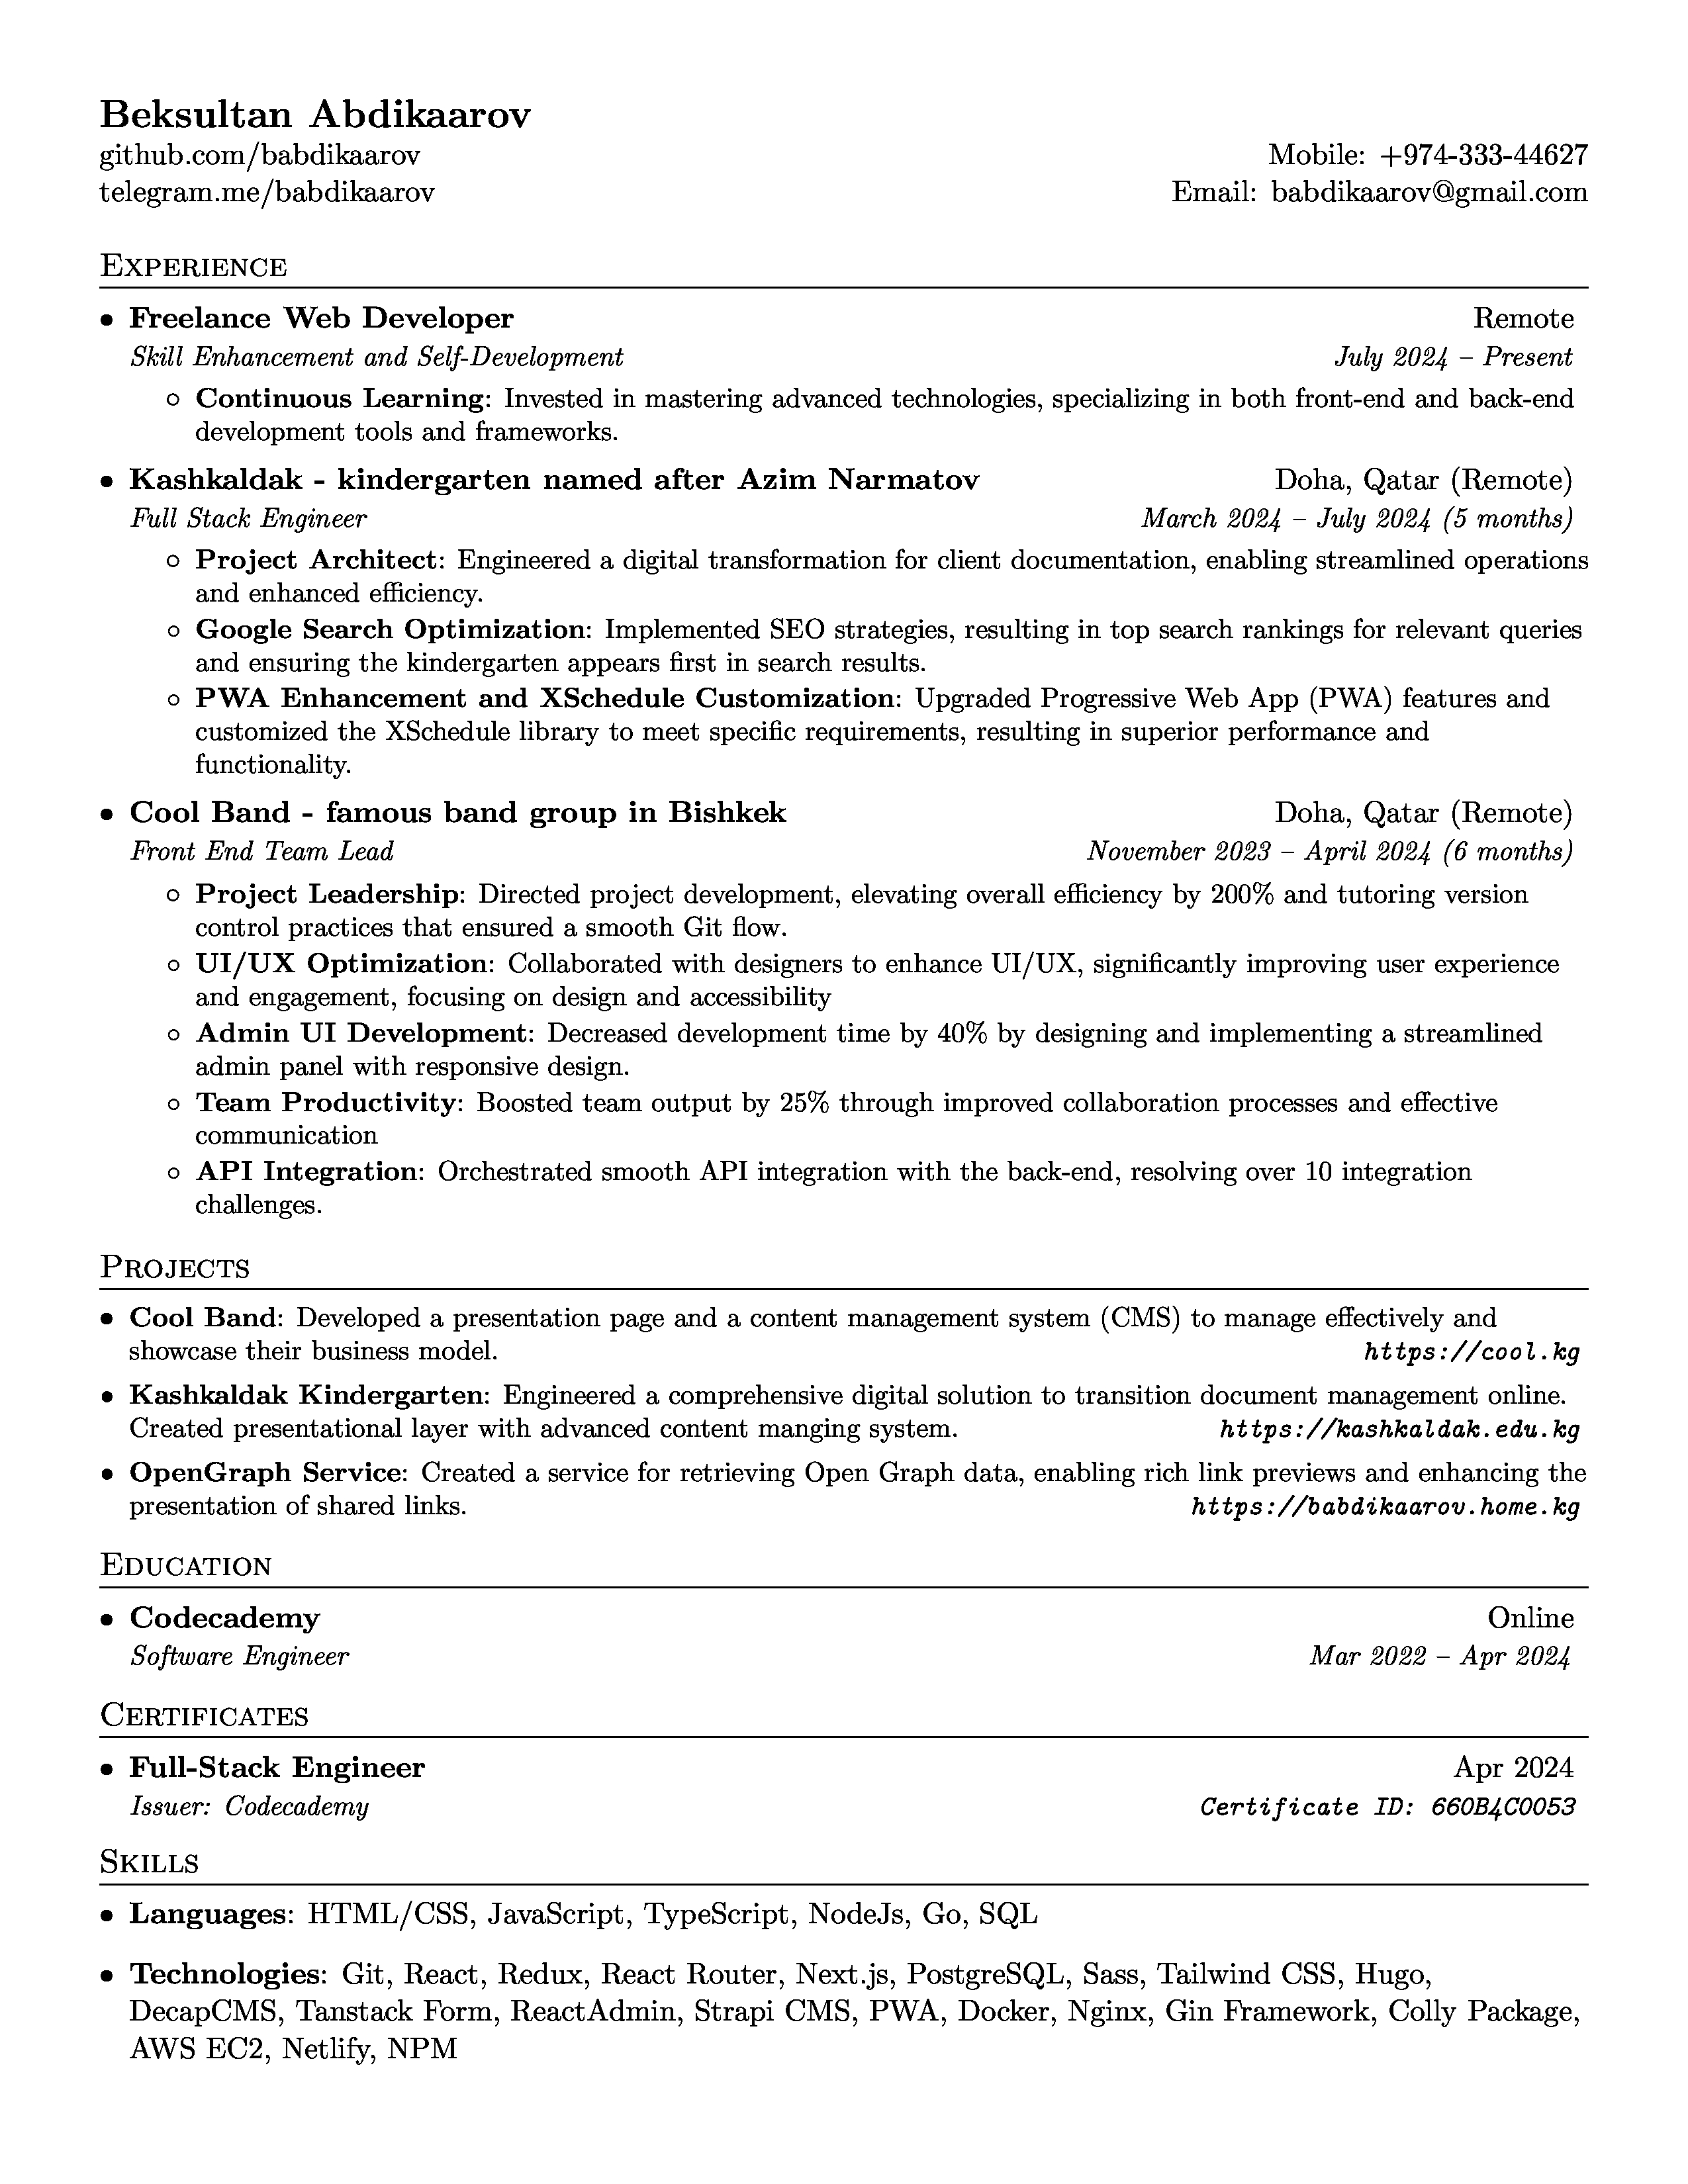 Beksultan Abdikaarov
github.com/babdikaarov
Mobile: +974-333-44627
telegram.me/babdikaarov
Email: babdikaarov@gmail.com
Experience
• Freelance Web Developer
Remote
Skill Enhancement and Self-Development
July 2024 – Present
◦ Continuous Learning: Invested in mastering advanced technologies, specializing in both front-end and back-end
development tools and frameworks.
• Kashkaldak - kindergarten named after Azim Narmatov
Doha, Qatar (Remote)
Full Stack Engineer
March 2024 – July 2024 (5 months)
◦ Project Architect: Engineered a digital transformation for client documentation, enabling streamlined operations
and enhanced efficiency.
◦ Google Search Optimization: Implemented SEO strategies, resulting in top search rankings for relevant queries
and ensuring the kindergarten appears first in search results.
◦ PWA Enhancement and XSchedule Customization: Upgraded Progressive Web App (PWA) features and
customized the XSchedule library to meet specific requirements, resulting in superior performance and
functionality.
• Cool Band - famous band group in Bishkek
Doha, Qatar (Remote)
Front End Team Lead
November 2023 – April 2024 (6 months)
◦ Project Leadership: Directed project development, elevating overall efficiency by 200% and tutoring version
control practices that ensured a smooth Git flow.
◦ UI/UX Optimization: Collaborated with designers to enhance UI/UX, significantly improving user experience
and engagement, focusing on design and accessibility
◦ Admin UI Development: Decreased development time by 40% by designing and implementing a streamlined
admin panel with responsive design.
◦ Team Productivity: Boosted team output by 25% through improved collaboration processes and effective
communication
◦ API Integration: Orchestrated smooth API integration with the back-end, resolving over 10 integration
challenges.
Projects
• Cool Band: Developed a presentation page and a content management system (CMS) to manage effectively and
showcase their business model.
https://cool.kg
• Kashkaldak Kindergarten: Engineered a comprehensive digital solution to transition document management online.
Created presentational layer with advanced content manging system.
https://kashkaldak.edu.kg
• OpenGraph Service: Created a service for retrieving Open Graph data, enabling rich link previews and enhancing the
presentation of shared links.
https://babdikaarov.home.kg
Education
• Codecademy
Online
Software Engineer
Mar 2022 – Apr 2024
Certificates
• Full-Stack Engineer
Apr 2024
Issuer: Codecademy
Certificate ID: 660B4C0053
Skills
• Languages: HTML/CSS, JavaScript, TypeScript, NodeJs, Go, SQL
• Technologies: Git, React, Redux, React Router, Next.js, PostgreSQL, Sass, Tailwind CSS, Hugo,
DecapCMS, Tanstack Form, ReactAdmin, Strapi CMS, PWA, Docker, Nginx, Gin Framework, Colly Package,
AWS EC2, Netlify, NPM